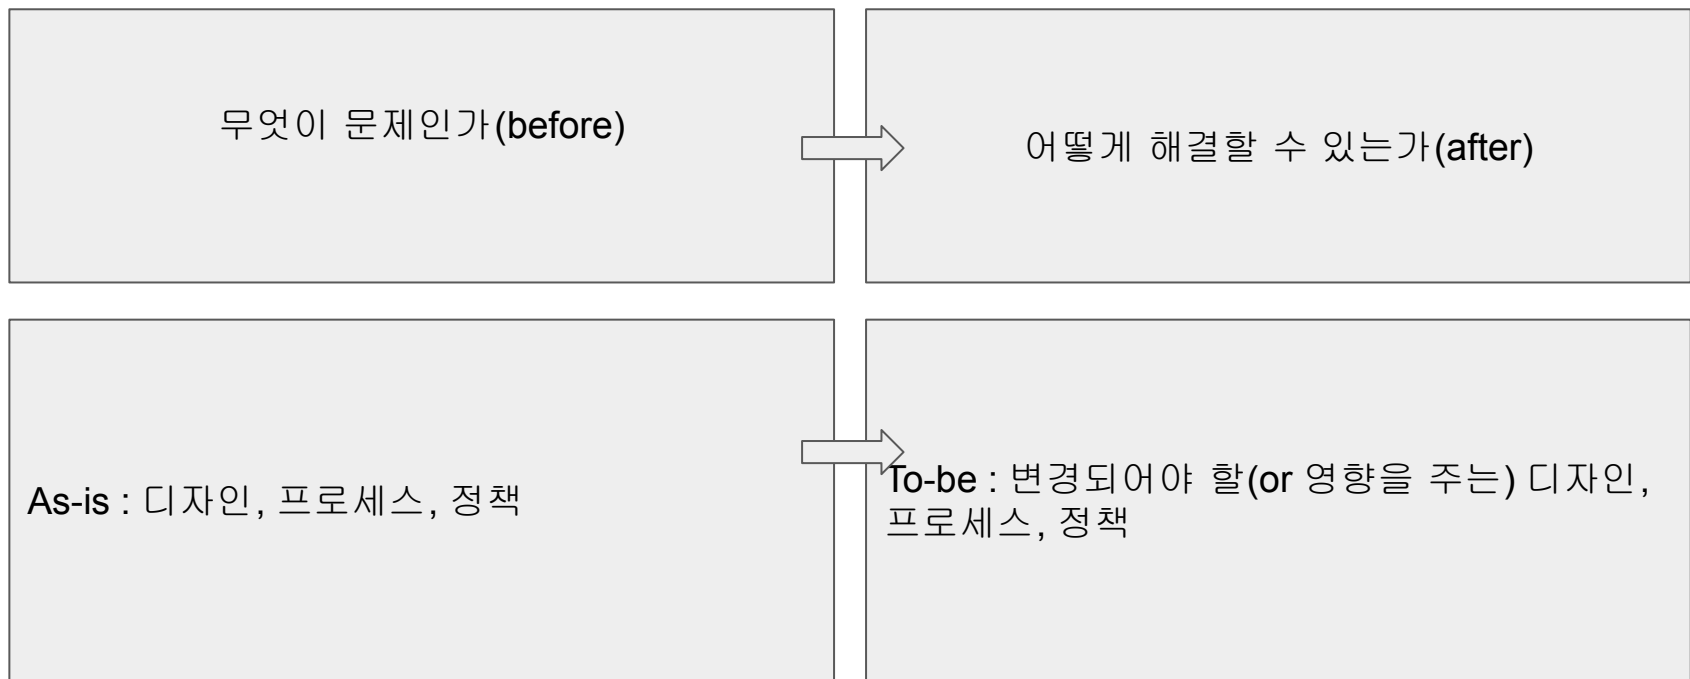 무엇이 문제인가(before)
어떻게 해결할 수 있는가(after)
As-is : 디자인, 프로세스, 정책
To-be : 변경되어야 할(or 영향을 주는) 디자인,
프로세스, 정책